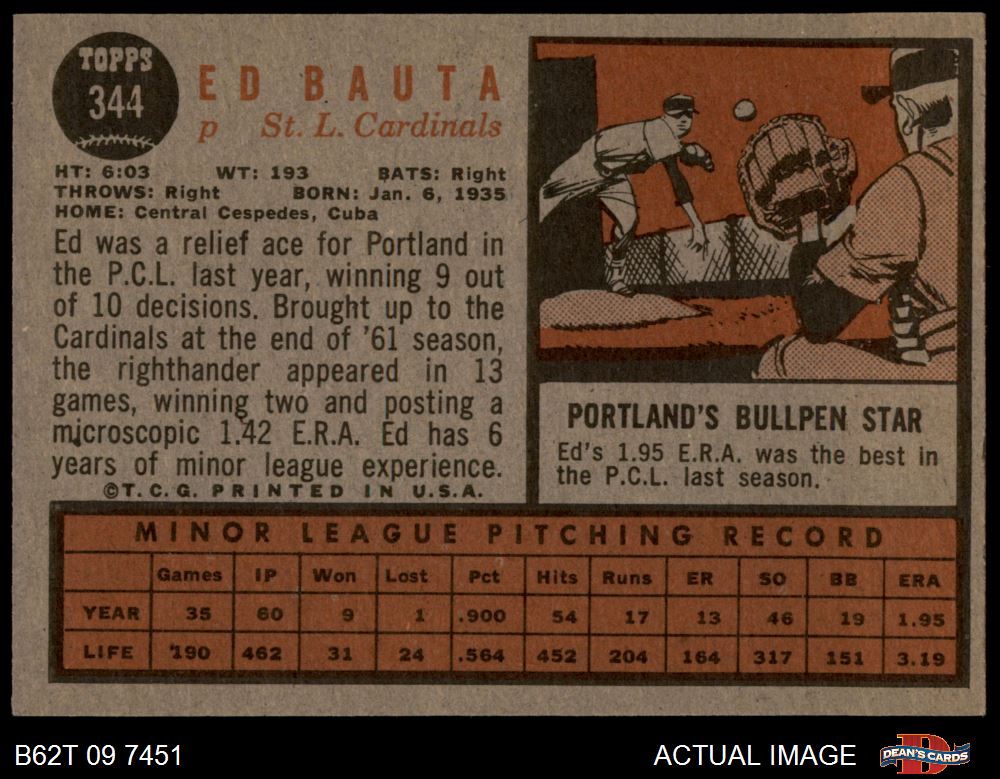 TOPPS
344
ED BAUTA
p St. L. Cardinals
HT: 6:03 WT: 193 BATS: Right
THROWS: Right BORN: Jan. 6, 1935
HOME: Central Cespedes, Cuba
Ed was a relief ace for Portland in
the P.C.L. last year, winning 9 out
of 10 decisions. Brought up to the
Cardinals at the end of '61 season,
the righthander appeared in 13
games, winning two and posting a
microscopic 1.42 E.R.A. Ed has 6
years of minor league experience.
©T.C.G. PRINTED IN U.S.A.
PORTLAND'S BULLPEN STAR
Ed's 1.95 E.R.A. was the best in
the P.C.L. last season.
MINOR LEAGUE PITCHING RECORD
Games IP Won Lost Pct Hits Runs ER SO BB ERA
YEAR 35 60 9 1 .900 54 17 13 46 19 1.95
LIFE 190 462 31 24 .564 452 204 164 317 151 3.19
B62T 09 7451 ACTUAL IMAGE DEAN'S CARDS